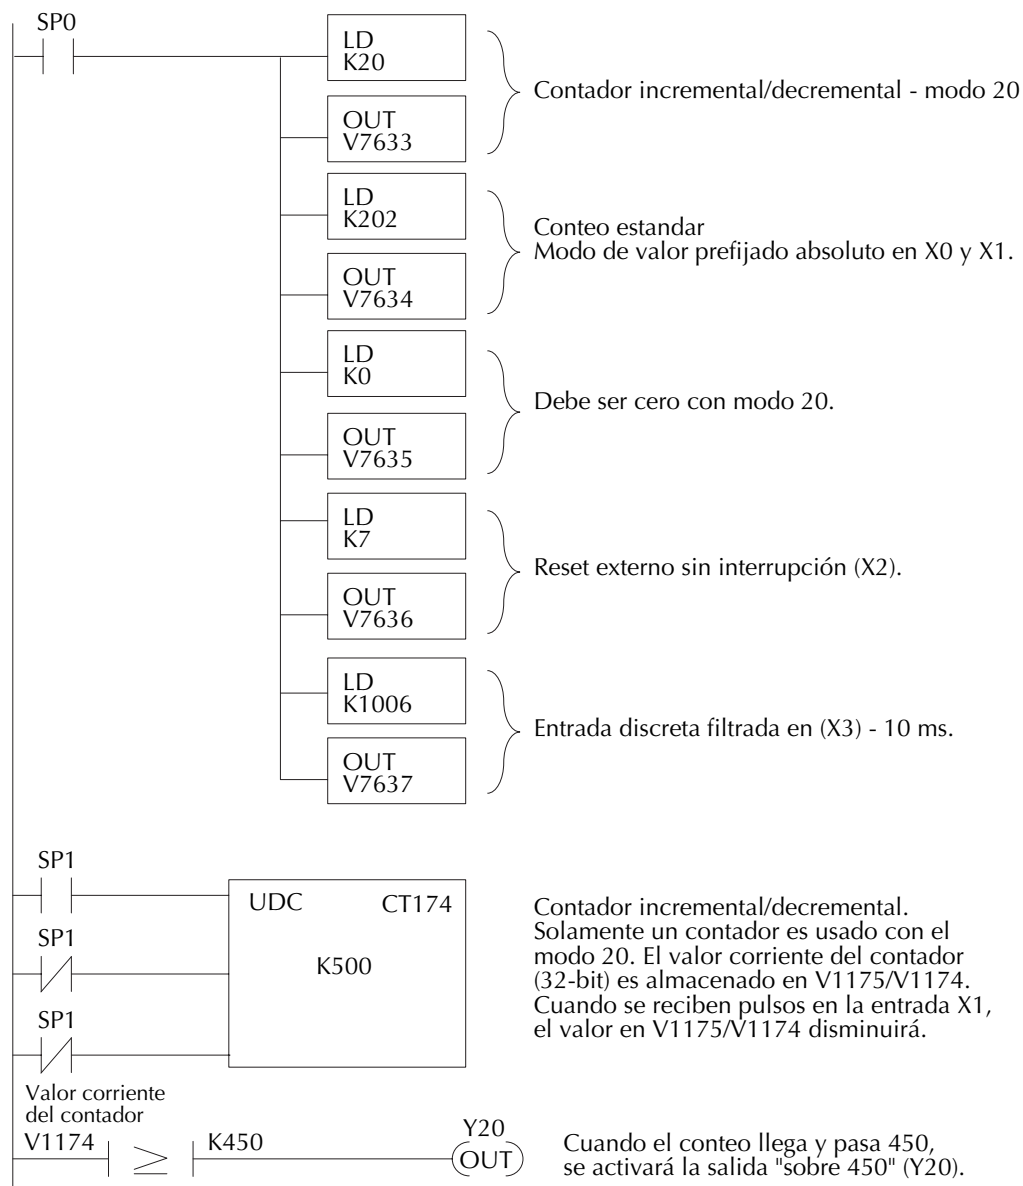 SP0
LD
K20
OUT
V7633
Contador incremental/decremental - modo 20
LD
K202
OUT
V7634
Conteo estandar
Modo de valor prefijado absoluto en X0 y X1.
LD
K0
OUT
V7635
Debe ser cero con modo 20.
LD
K7
OUT
V7636
Reset externo sin interrupción (X2).
LD
K1006
OUT
V7637
Entrada discreta filtrada en (X3) - 10 ms.
SP1
UDC CT174
SP1
K500
SP1
Contador incremental/decremental.
Solamente un contador es usado con el
modo 20. El valor corriente del contador
(32-bit) es almacenado en V1175/V1174.
Cuando se reciben pulsos en la entrada X1,
el valor en V1175/V1174 disminuirá.
Valor corriente
del contador
V1174 ≥ K450
Y20
OUT
Cuando el conteo llega y pasa 450,
se activará la salida "sobre 450" (Y20).